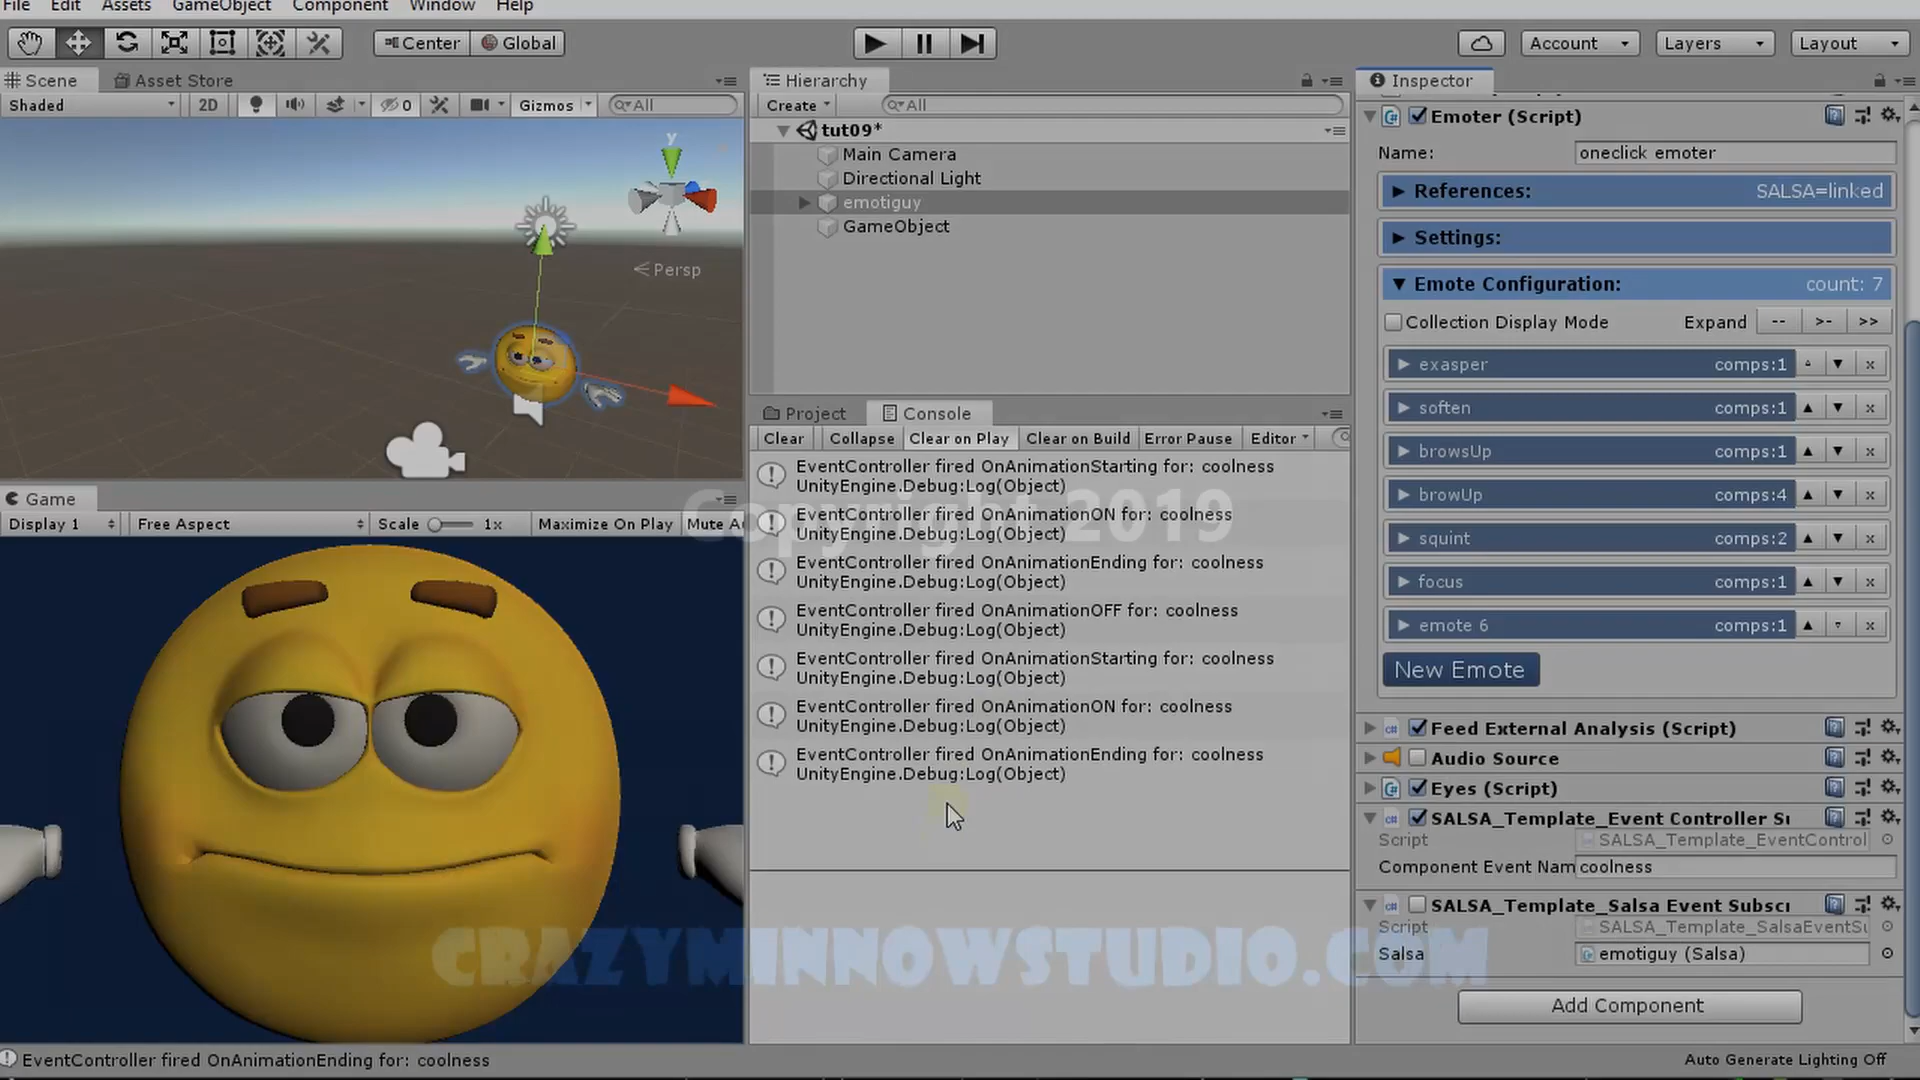 File Edit Assets GameObject Component Window Help
Center Global
Account Layers Layout
Scene Asset Store
Shaded 2D 0 Gizmos All
y
Persp
Game
Display 1 Free Aspect Scale 1x Maximize On Play Mute A
Hierarchy
Create All
tut09*
Main Camera
Directional Light
emotiguy
GameObject
Project Console
Clear Collapse Clear on Play Clear on Build Error Pause Editor
EventController fired OnAnimationStarting for: coolness
UnityEngine.Debug:Log(Object)
EventController fired OnAnimationON for: coolness
UnityEngine.Debug:Log(Object)
EventController fired OnAnimationEnding for: coolness
UnityEngine.Debug:Log(Object)
EventController fired OnAnimationOFF for: coolness
UnityEngine.Debug:Log(Object)
EventController fired OnAnimationStarting for: coolness
UnityEngine.Debug:Log(Object)
EventController fired OnAnimationON for: coolness
UnityEngine.Debug:Log(Object)
EventController fired OnAnimationEnding for: coolness
UnityEngine.Debug:Log(Object)
Copyright 2019
CRAZYMINNOWSTUDIO.COM
Inspector
Emoter (Script)
Name: oneclick emoter
References: SALSA=linked
Settings:
Emote Configuration: count: 7
Collection Display Mode Expand -- >- >>
exasper comps:1 x
soften comps:1 x
browsUp comps:1 x
browUp comps:4 x
squint comps:2 x
focus comps:1 x
emote 6 comps:1 x
New Emote
Feed External Analysis (Script)
Audio Source
Eyes (Script)
SALSA_Template_Event Controller Su
Script SALSA_Template_EventControl
Component Event Nam coolness
SALSA_Template_Salsa Event Subscr
Script SALSA_Template_SalsaEventSu
Salsa emotiguy (Salsa)
Add Component
EventController fired OnAnimationEnding for: coolness
Auto Generate Lighting Off